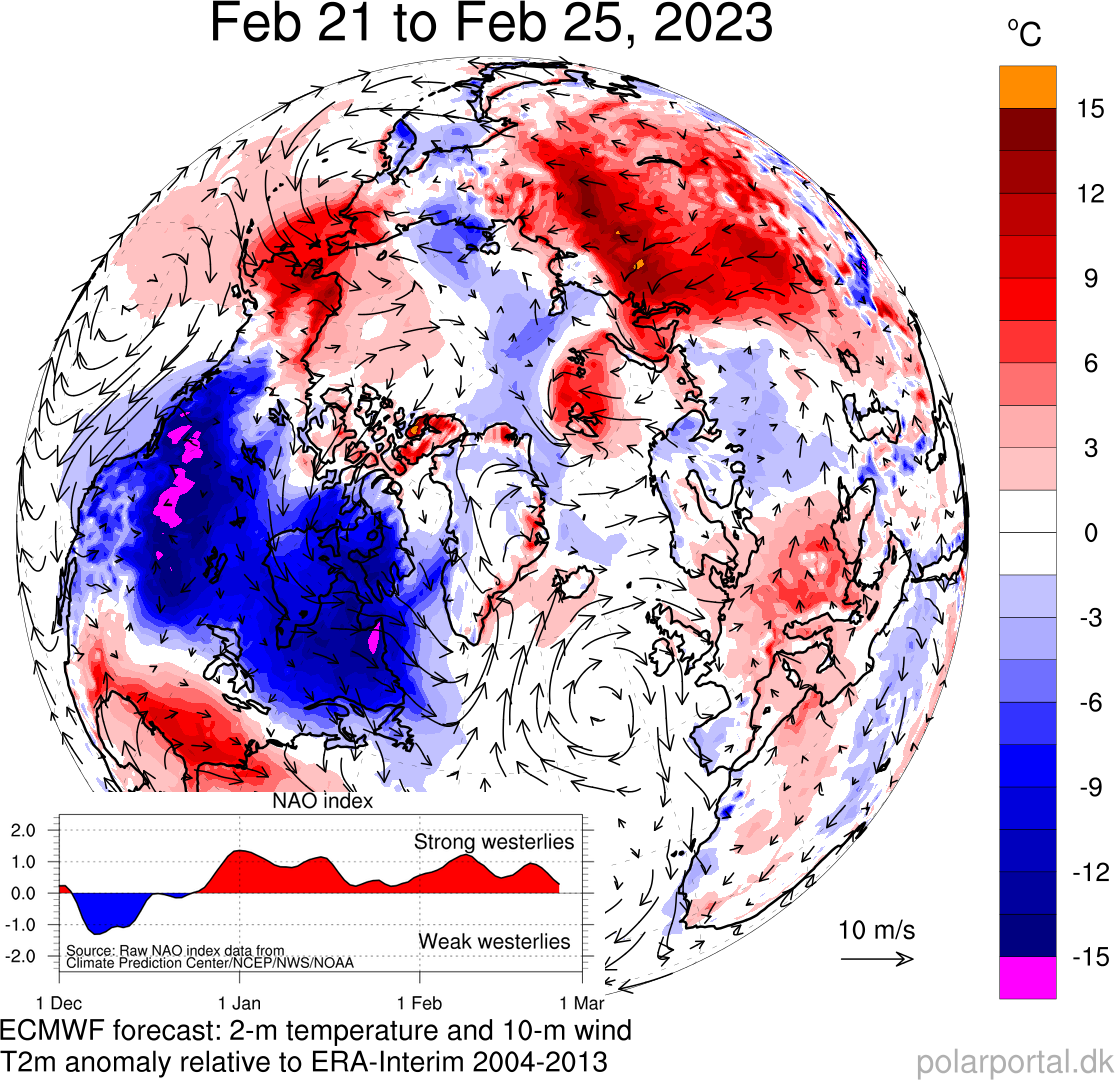 Feb 21 to Feb 25, 2023
°C
15
12
9
6
3
0
-3
-6
-9
-12
-15
NAO index
2.0
1.0
0.0
-1.0
-2.0
Strong westerlies
Weak westerlies
Source: Raw NAO index data from
Climate Prediction Center/NCEP/NWS/NOAA
1 Dec 1 Jan 1 Feb 1 Mar
10 m/s
ECMWF forecast: 2-m temperature and 10-m wind
T2m anomaly relative to ERA-Interim 2004-2013
polarportal.dk